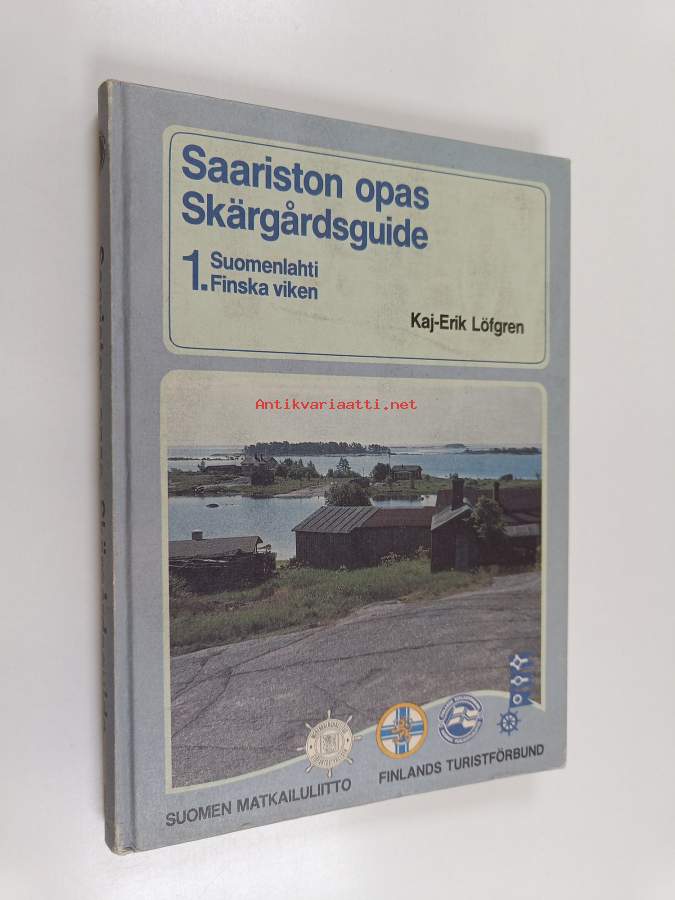 Saariston opas
Skärgårdsguide
1. Suomenlahti
Finska viken
Kaj-Erik Löfgren
Antikvariaatti.net
SUOMEN MATKAILULIITTO
FINLANDS TURISTFÖRBUND